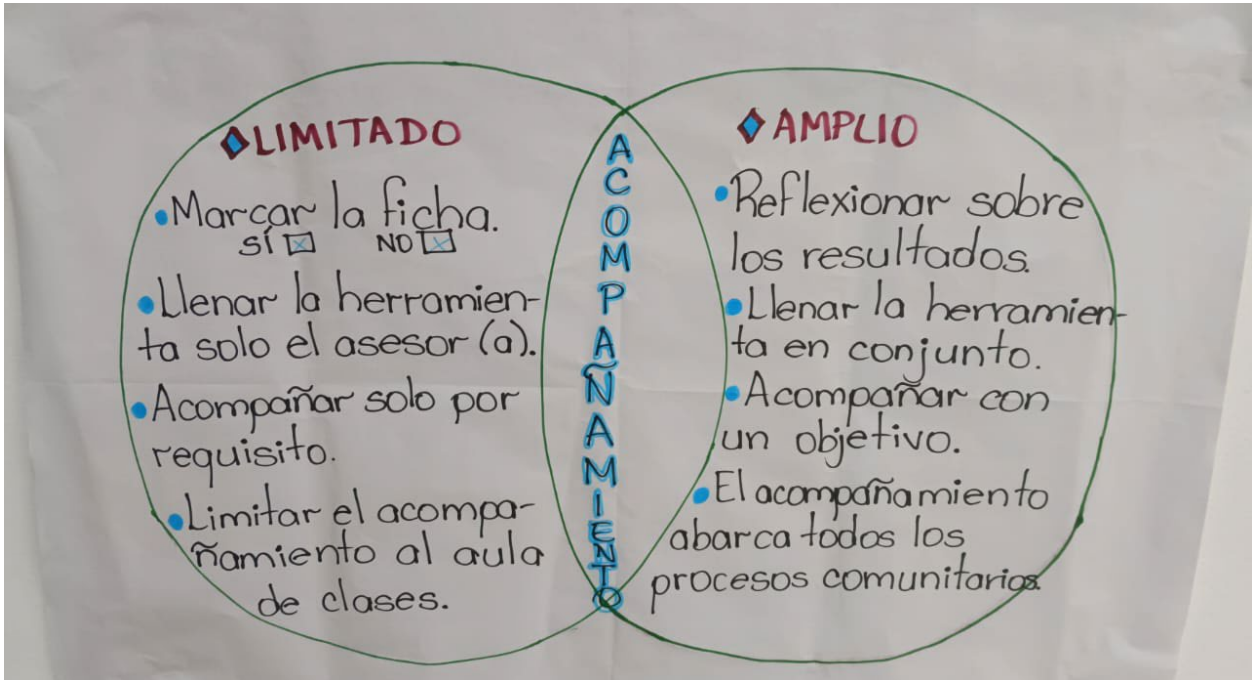 ◆LIMITADO
•Marcar la ficha.
SÍ ☒ NO ☒
•Llenar la herramien-
ta solo el asesor (a).
•Acompañar solo por
requisito.
•Limitar el acompa-
ñamiento al aula
de clases.
ACOMPAÑAMIENTO
◆AMPLIO
•Reflexionar sobre
los resultados.
•Llenar la herramien-
ta en conjunto.
•Acompañar con
un objetivo.
•El acompañamiento
abarca todos los
procesos comunitarios.